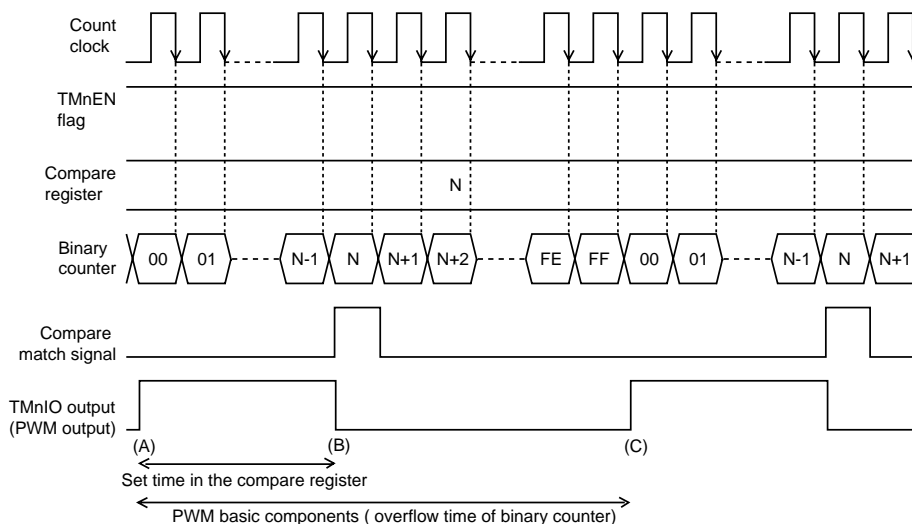 Count
clock
TMnEN
flag
Compare
register
N
Binary
counter
00 01 N-1 N N+1 N+2 FE FF 00 01 N-1 N N+1
Compare
match signal
TMnIO output
(PWM output)
(A) (B) (C)
Set time in the compare register
PWM basic components ( overflow time of binary counter)